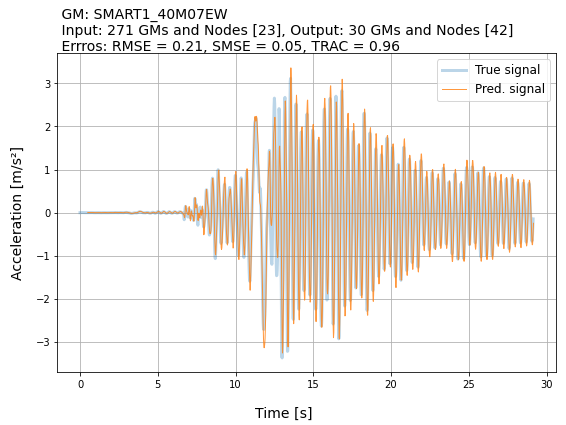 GM: SMART1_40M07EW
Input: 271 GMs and Nodes [23], Output: 30 GMs and Nodes [42]
Errros: RMSE = 0.21, SMSE = 0.05, TRAC = 0.96
True signal
Pred. signal
3
2
1
0
−1
−2
−3
Acceleration [m/s²]
0 5 10 15 20 25 30
Time [s]